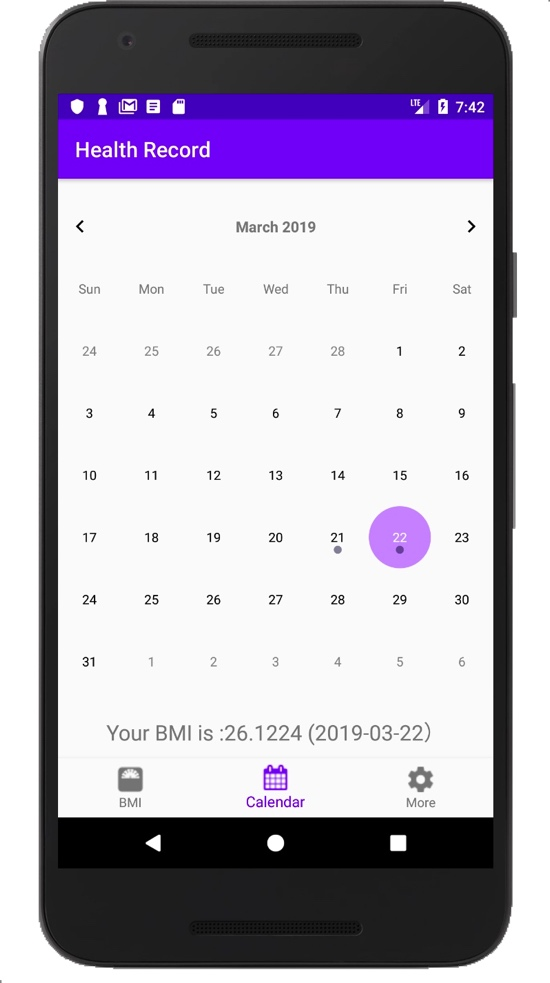 LTE 7:42
Health Record
March 2019
Sun Mon Tue Wed Thu Fri Sat
24 25 26 27 28 1 2
3 4 5 6 7 8 9
10 11 12 13 14 15 16
17 18 19 20 21 22 23
24 25 26 27 28 29 30
31 1 2 3 4 5 6
Your BMI is :26.1224 (2019-03-22）
BMI Calendar More